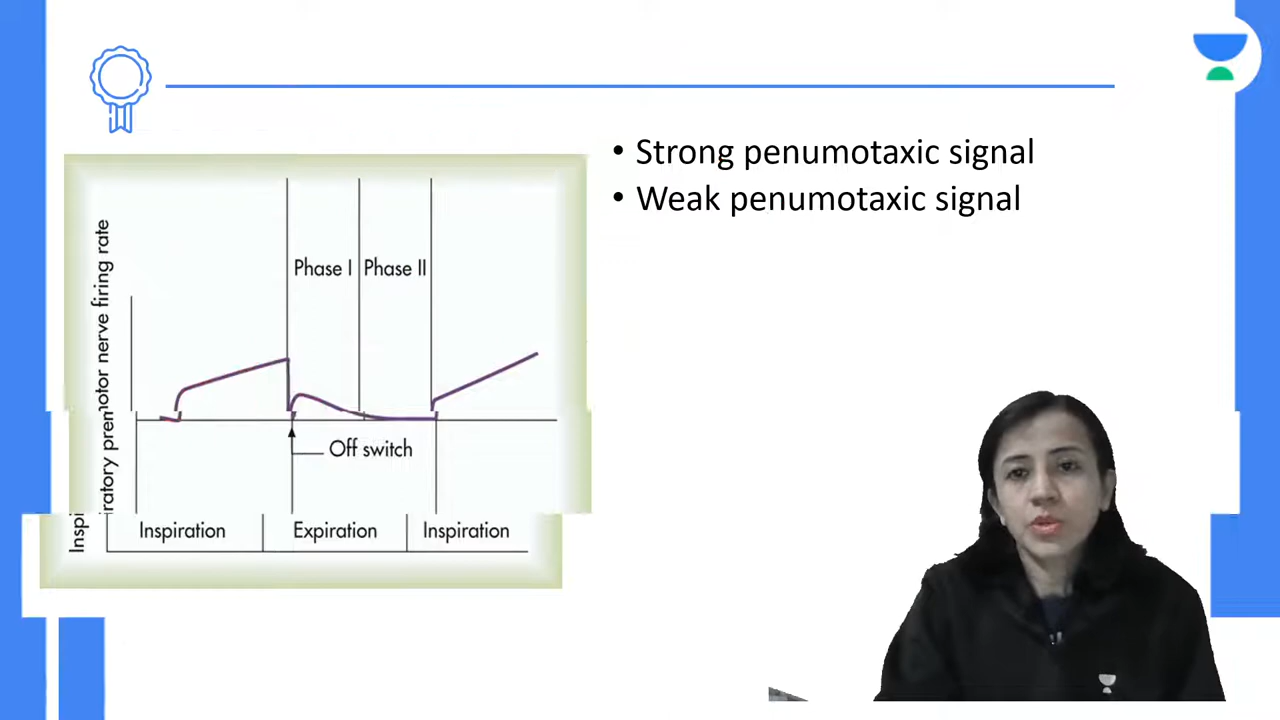 • Strong penumotaxic signal
• Weak penumotaxic signal
Phase I
Phase II
Off switch
Inspiration
Expiration
Inspiration